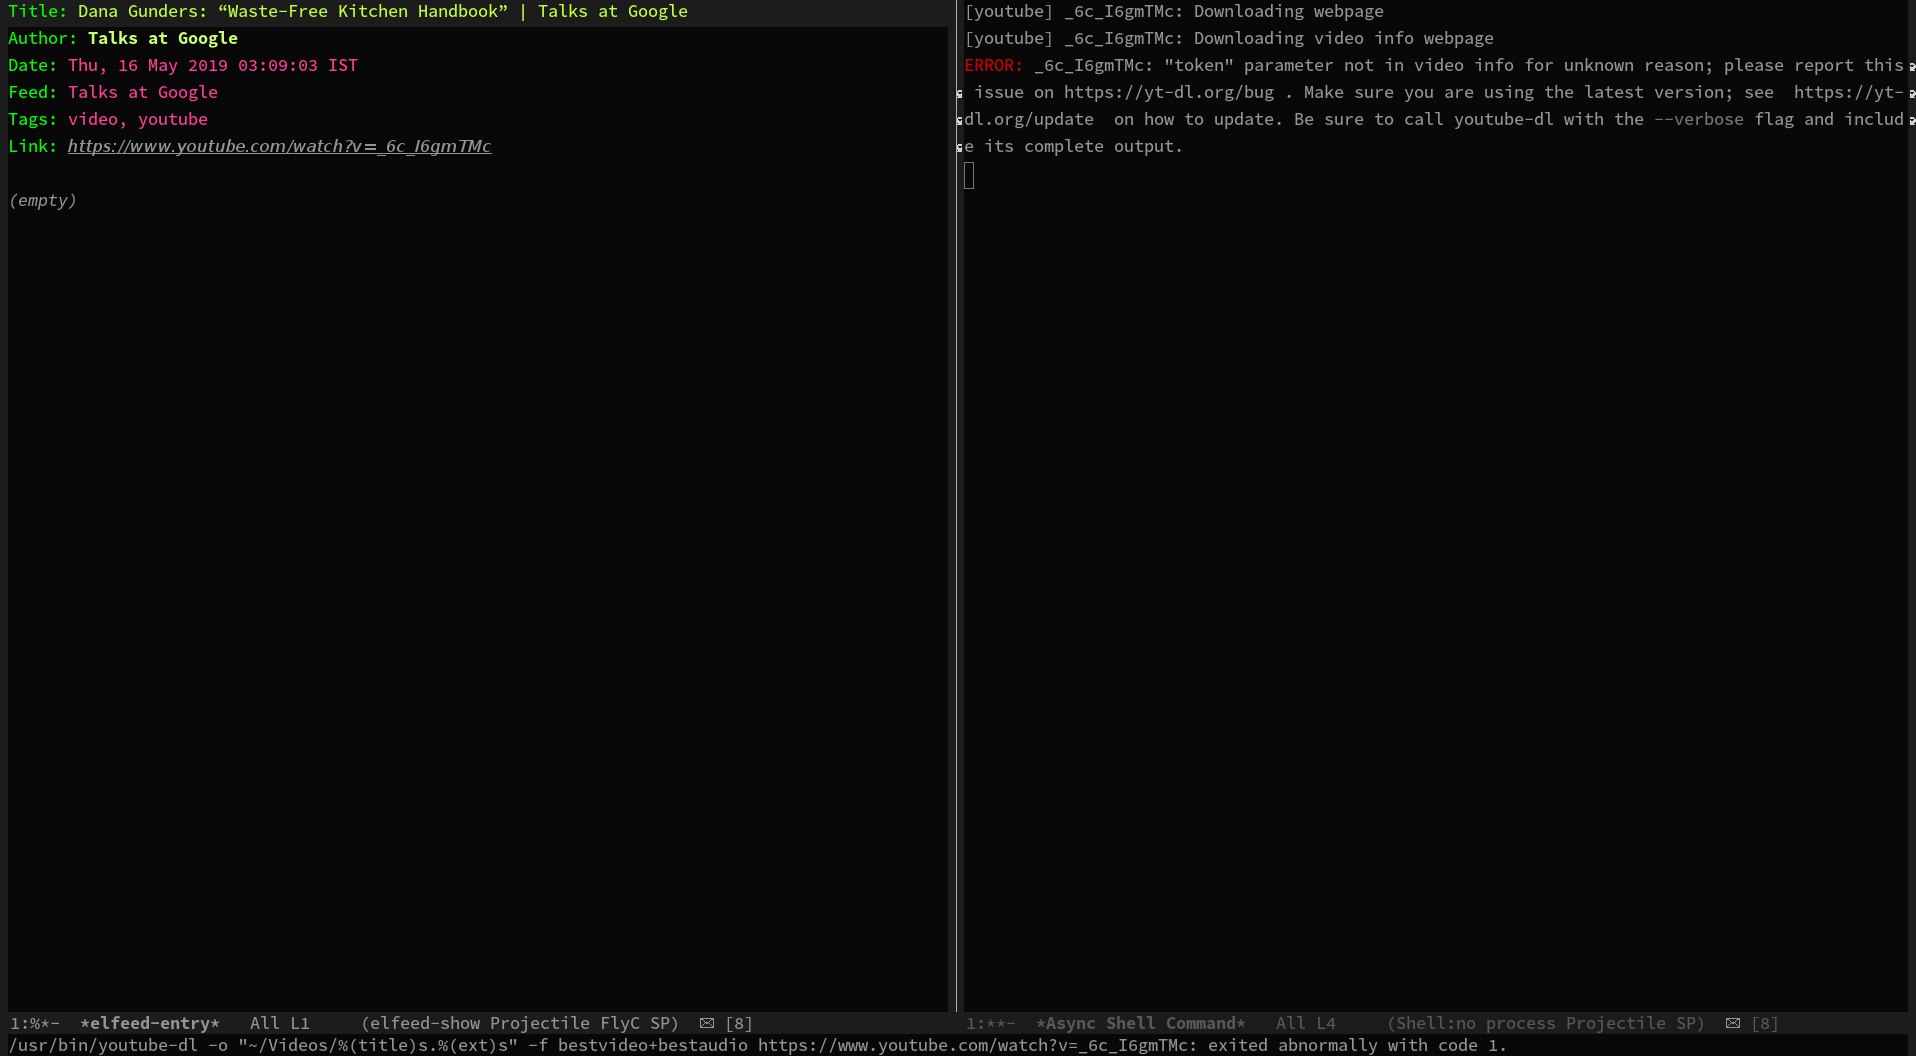 Title: Dana Gunders: “Waste-Free Kitchen Handbook” | Talks at Google
Author: Talks at Google
Date: Thu, 16 May 2019 03:09:03 IST
Feed: Talks at Google
Tags: video, youtube
Link: https://www.youtube.com/watch?v=_6c_I6gmTMc
(empty)
1:%*- *elfeed-entry* All L1 (elfeed-show Projectile FlyC SP) [8]
[youtube] _6c_I6gmTMc: Downloading webpage
[youtube] _6c_I6gmTMc: Downloading video info webpage
ERROR: _6c_I6gmTMc: "token" parameter not in video info for unknown reason; please report this
issue on https://yt-dl.org/bug . Make sure you are using the latest version; see  https://yt-
dl.org/update  on how to update. Be sure to call youtube-dl with the --verbose flag and includ
e its complete output.
1:**- *Async Shell Command* All L4 (Shell:no process Projectile SP) [8]
/usr/bin/youtube-dl -o "~/Videos/%(title)s.%(ext)s" -f bestvideo+bestaudio https://www.youtube.com/watch?v=_6c_I6gmTMc: exited abnormally with code 1.